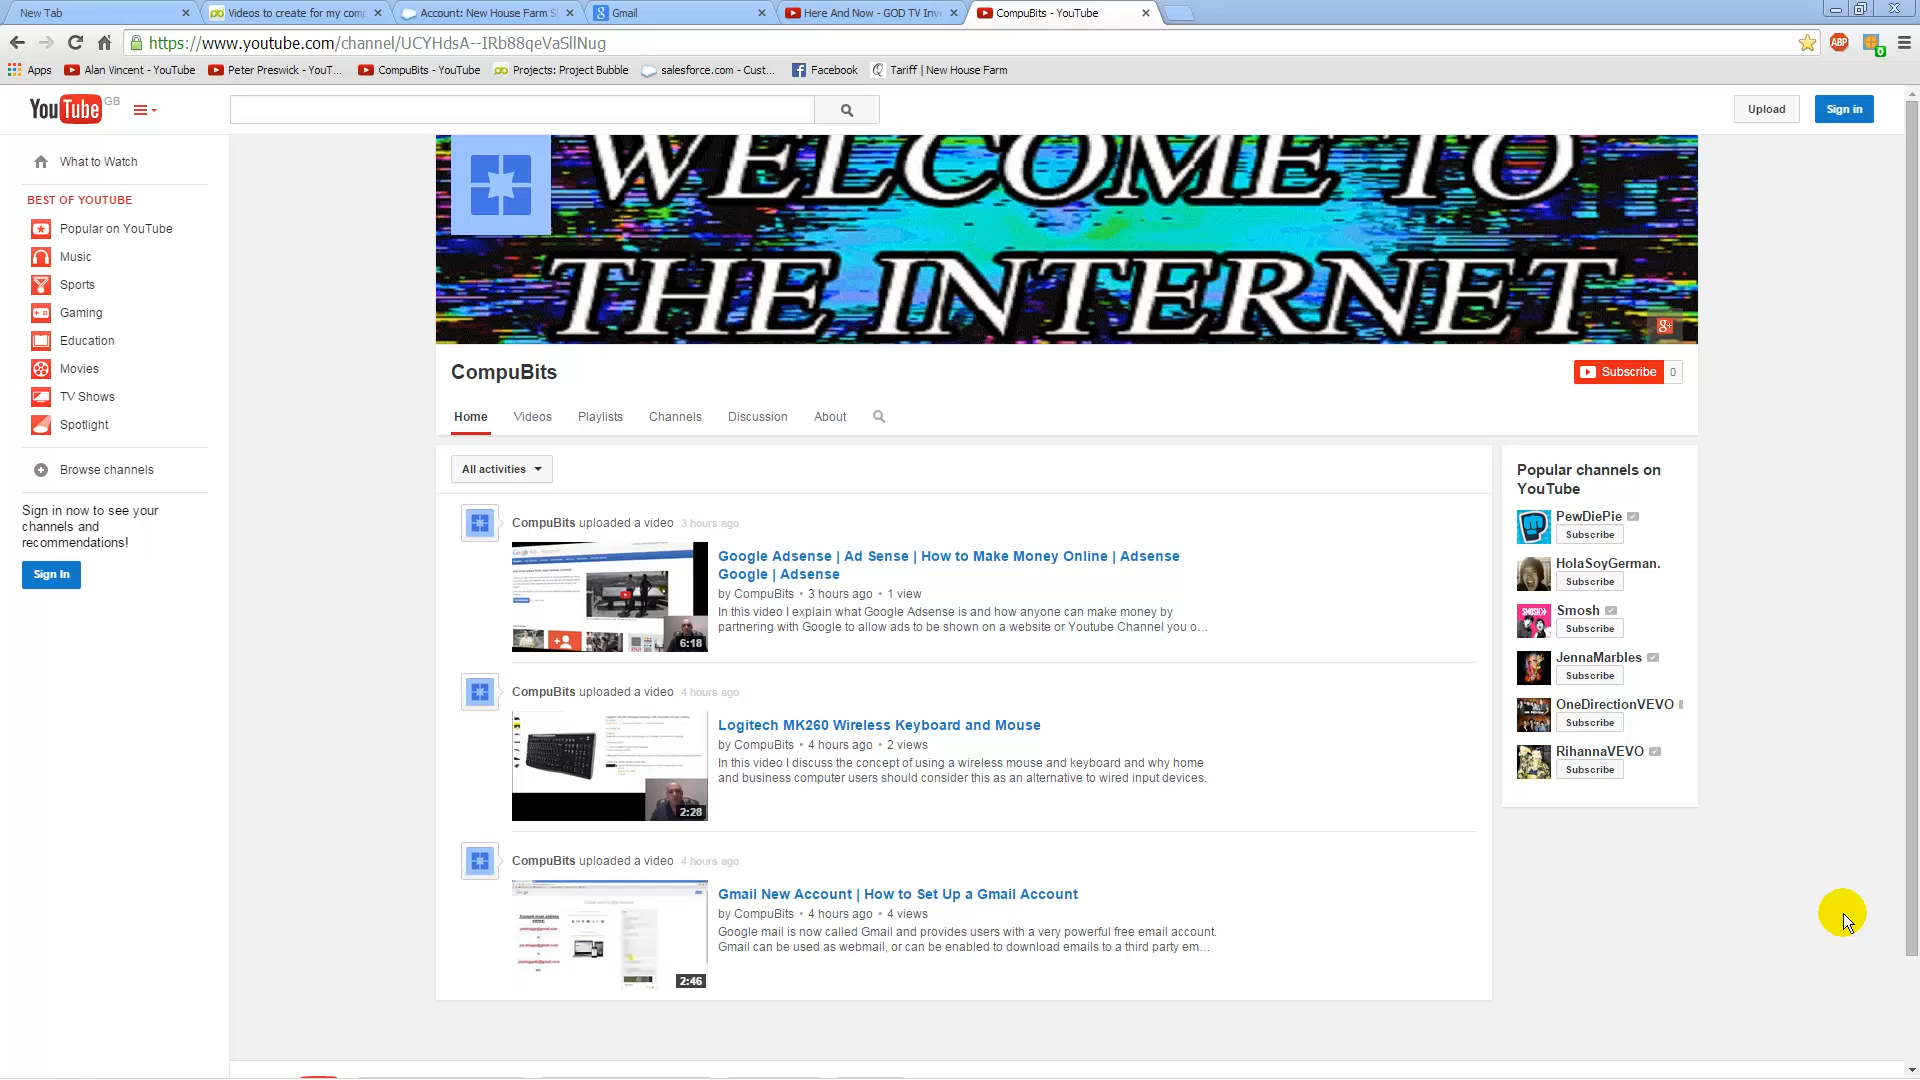 New Tab
Videos to create for my comp
Account: New House Farm S
Gmail
Here And Now - GOD TV Inv
CompuBits - YouTube
https://www.youtube.com/channel/UCYHdsA--IRb88qeVaSllNug
ABP
0
Apps
Alan Vincent - YouTube
Peter Preswick - YouT...
CompuBits - YouTube
Projects: Project Bubble
salesforce.com - Cust...
Facebook
Tariff | New House Farm
YouTube GB
Upload
Sign in
What to Watch
BEST OF YOUTUBE
Popular on YouTube
Music
Sports
Gaming
Education
Movies
TV Shows
Spotlight
Browse channels
Sign in now to see your
channels and
recommendations!
Sign In
WELCOME TO
THE INTERNET
g+
CompuBits
Subscribe 0
Home
Videos
Playlists
Channels
Discussion
About
All activities
CompuBits uploaded a video 3 hours ago
Google Adsense | Ad Sense | How to Make Money Online | Adsense
Google | Adsense
by CompuBits • 3 hours ago • 1 view
In this video I explain what Google Adsense is and how anyone can make money by
partnering with Google to allow ads to be shown on a website or Youtube Channel you o...
6:18
CompuBits uploaded a video 4 hours ago
Logitech MK260 Wireless Keyboard and Mouse
by CompuBits • 4 hours ago • 2 views
In this video I discuss the concept of using a wireless mouse and keyboard and why home
and business computer users should consider this as an alternative to wired input devices.
2:28
CompuBits uploaded a video 4 hours ago
Gmail New Account | How to Set Up a Gmail Account
by CompuBits • 4 hours ago • 4 views
Google mail is now called Gmail and provides users with a very powerful free email account.
Gmail can be used as webmail, or can be enabled to download emails to a third party em...
2:46
Popular channels on
YouTube
PewDiePie
Subscribe
HolaSoyGerman.
Subscribe
SMOSH
Smosh
Subscribe
JennaMarbles
Subscribe
OneDirectionVEVO
Subscribe
RihannaVEVO
Subscribe